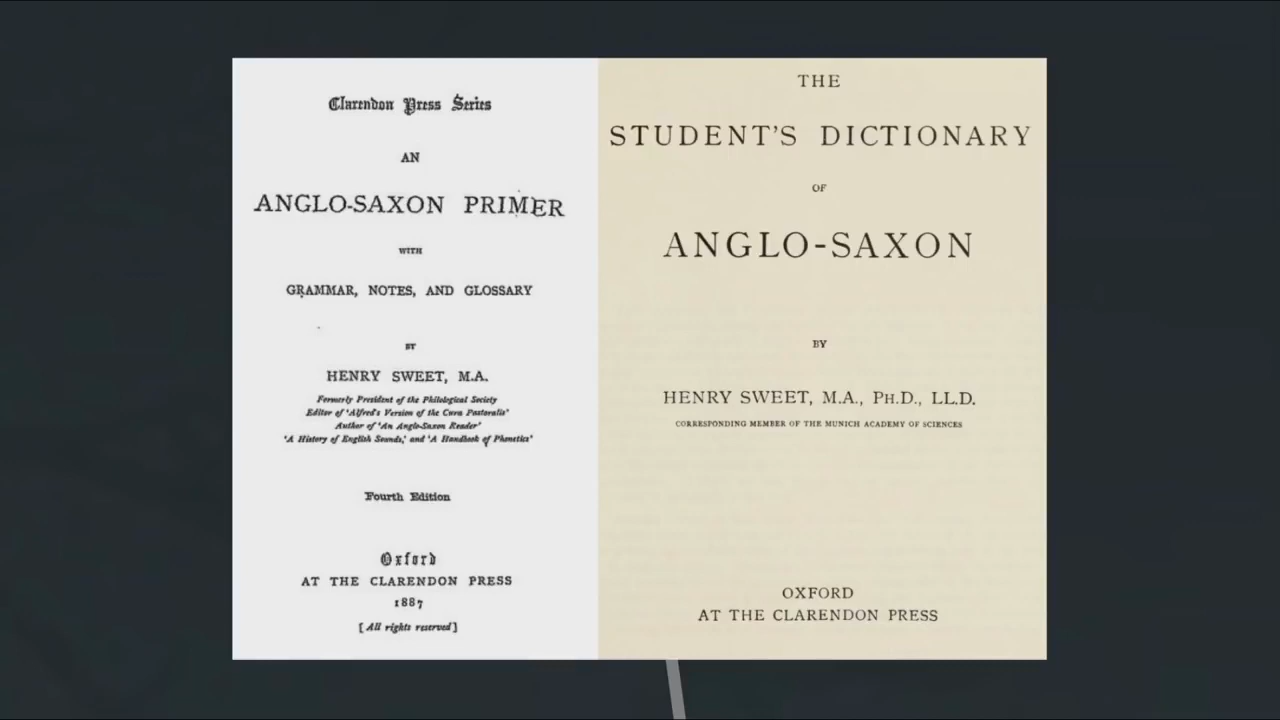 Clarendon Press Series
AN
ANGLO-SAXON PRIMER
WITH
GRAMMAR, NOTES, AND GLOSSARY
BY
HENRY SWEET, M.A.
Formerly President of the Philological Society
Editor of 'Alfred's Version of the Cura Pastoralis'
Author of 'An Anglo-Saxon Reader'
'A History of English Sounds,' and 'A Handbook of Phonetics'
Fourth Edition
Oxford
AT THE CLARENDON PRESS
1887
[All rights reserved]
THE
STUDENT'S DICTIONARY
OF
ANGLO-SAXON
BY
HENRY SWEET, M.A., PH.D., LL.D.
CORRESPONDING MEMBER OF THE MUNICH ACADEMY OF SCIENCES
OXFORD
AT THE CLARENDON PRESS